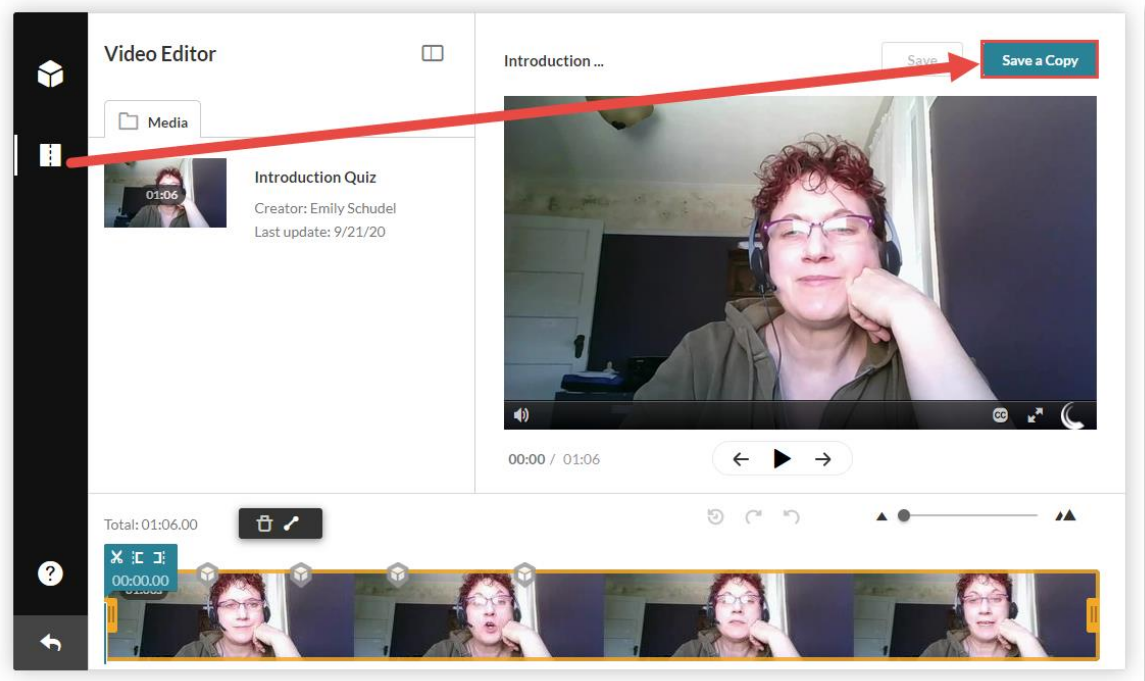 Video Editor
Media
01:06
Introduction Quiz
Creator: Emily Schudel
Last update: 9/21/20
Introduction ...
Save
Save a Copy
CC
00:00 / 01:06
Total: 01:06.00
00:00.00
?